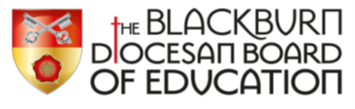 THE BLACKBURN
DIOCESAN BOARD
OF EDUCATION